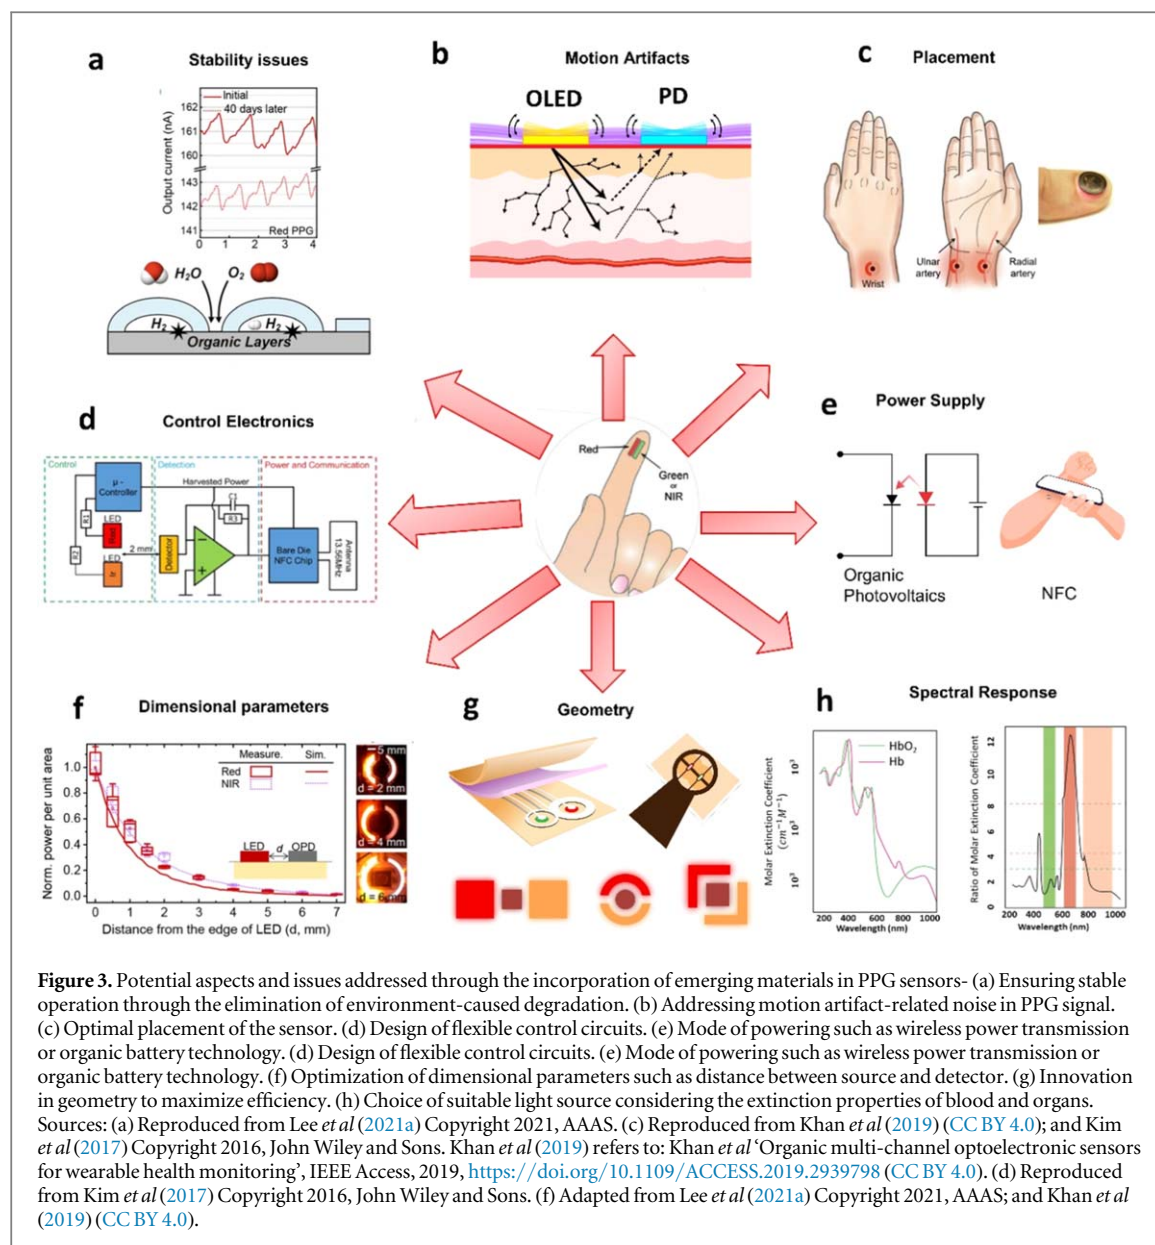 a
Stability issues
Initial
40 days later
162
161
160
143
142
141
Output current (nA)
Red PPG
0 1 2 3 4
H2O O2
H2 H2
Organic Layers
b
Motion Artifacts
OLED PD
c
Placement
Ulnar artery
Radial artery
Wrist
d
Control Electronics
Control
Detection
Power and Communication
µ - Controller
Harvested Power
C1
R3
R1
R2
LED
Red
LED
Ir
2 mm
Detector
Bare Die NFC Chip
Antenna 13.56MHz
Red
Green or NIR
e
Power Supply
Organic Photovoltaics
NFC
f
Dimensional parameters
Measure. Sim.
Red
NIR
1.0
0.8
0.6
0.4
0.2
0.0
Norm. power per unit area
LED d OPD
0 1 2 3 4 5 6 7
Distance from the edge of LED (d, mm)
5 mm
d = 2 mm
d = 4 mm
d = 6 mm
g
Geometry
h
Spectral Response
HbO2
Hb
Molar Extinction Coefficient
(cm⁻¹M⁻¹)
10³
10³
10³
200 400 600 800 1000
Wavelength (nm)
Ratio of Molar Extinction Coefficient
12
10
8
6
4
2
0
200 400 600 800 1000
Wavelength (nm)
Figure 3. Potential aspects and issues addressed through the incorporation of emerging materials in PPG sensors- (a) Ensuring stable
operation through the elimination of environment-caused degradation. (b) Addressing motion artifact-related noise in PPG signal.
(c) Optimal placement of the sensor. (d) Design of flexible control circuits. (e) Mode of powering such as wireless power transmission
or organic battery technology. (d) Design of flexible control circuits. (e) Mode of powering such as wireless power transmission or
organic battery technology. (f) Optimization of dimensional parameters such as distance between source and detector. (g) Innovation
in geometry to maximize efficiency. (h) Choice of suitable light source considering the extinction properties of blood and organs.
Sources: (a) Reproduced from Lee et al (2021a) Copyright 2021, AAAS. (c) Reproduced from Khan et al (2019) (CC BY 4.0); and Kim
et al (2017) Copyright 2016, John Wiley and Sons. Khan et al (2019) refers to: Khan et al ‘Organic multi-channel optoelectronic sensors
for wearable health monitoring’, IEEE Access, 2019, https://doi.org/10.1109/ACCESS.2019.2939798 (CC BY 4.0). (d) Reproduced
from Kim et al (2017) Copyright 2016, John Wiley and Sons. (f) Adapted from Lee et al (2021a) Copyright 2021, AAAS; and Khan et al
(2019) (CC BY 4.0).